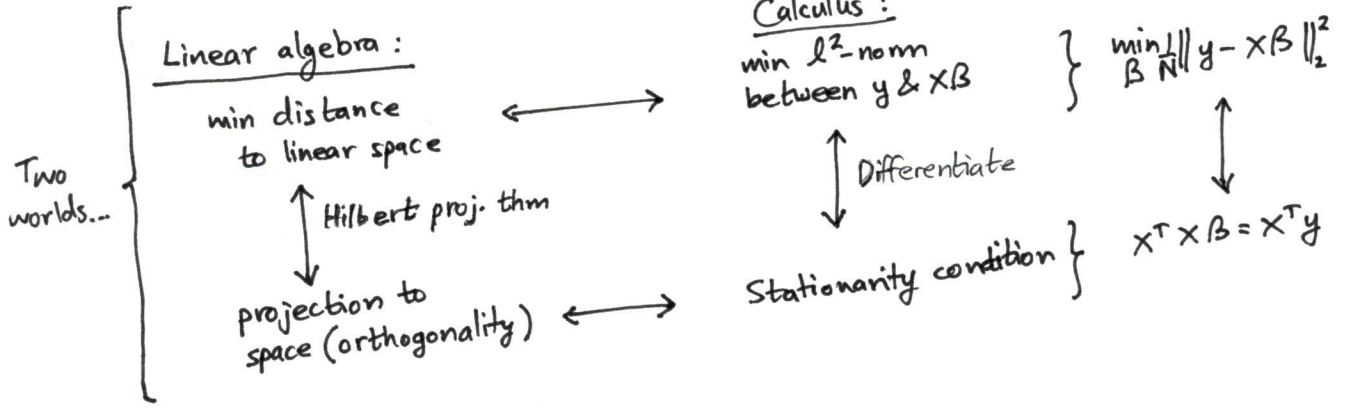 Two
worlds...
Linear algebra :
min distance
to linear space
Hilbert proj. thm
projection to
space (orthogonality)
Calculus :
min ℓ²-norm
between y & Xβ
Differentiate
Stationarity condition
min_β 1/N ‖ y - Xβ ‖₂²
XᵀXβ = Xᵀy